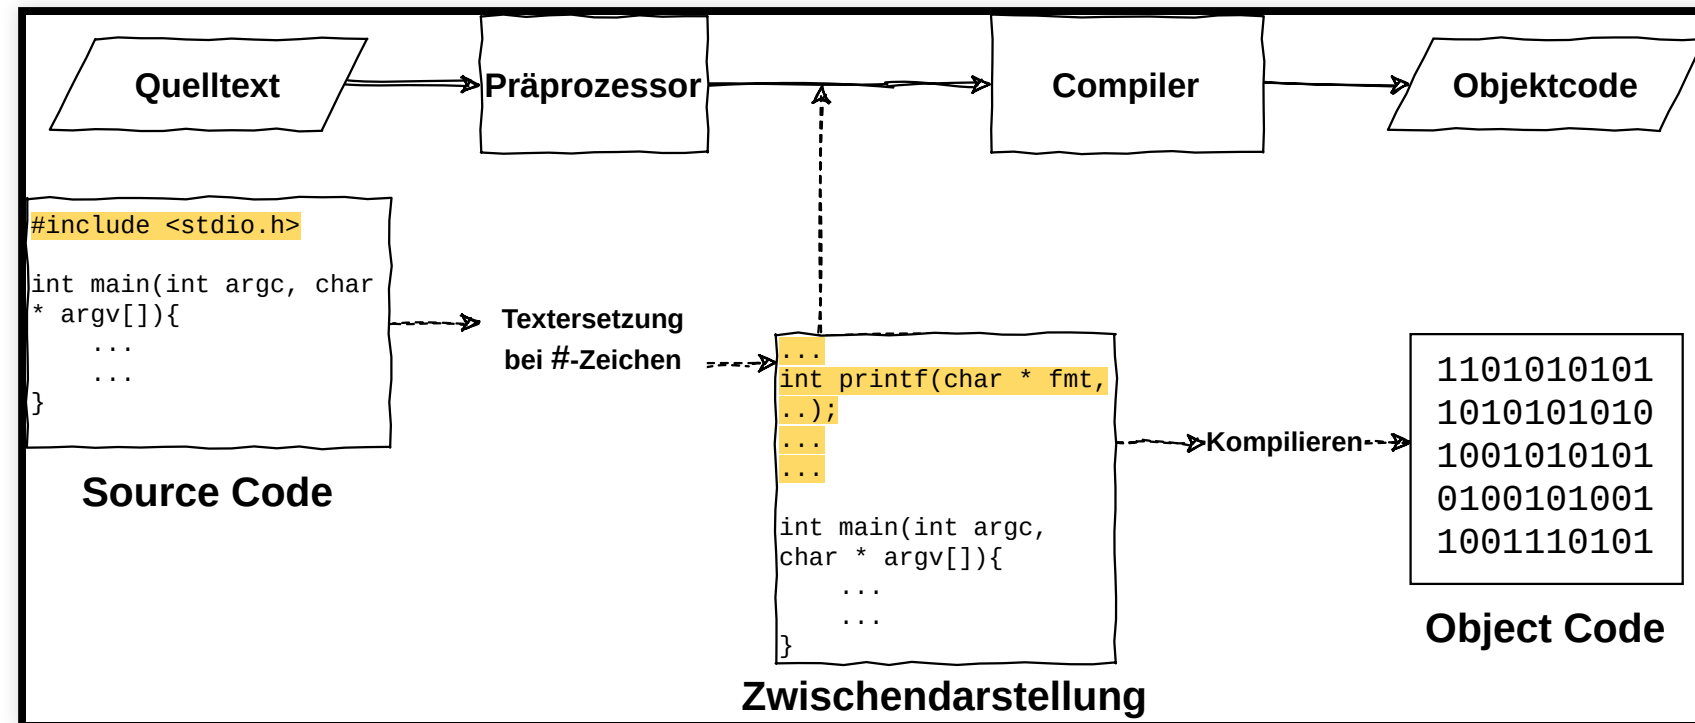 Quelltext
Präprozessor
Compiler
Objektcode
#include <stdio.h>
int main(int argc, char
* argv[]){
...
...
}
Source Code
Textersetzung
bei #-Zeichen
...
int printf(char * fmt,
..);
...
...
int main(int argc,
char * argv[]){
...
...
}
Zwischendarstellung
Kompilieren
1101010101
1010101010
1001010101
0100101001
1001110101
Object Code